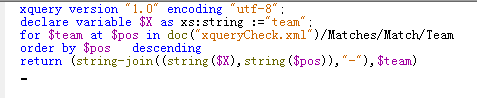 xquery version "1.0" encoding "utf-8";
declare variable $X as xs:string :="team";
for $team at $pos in doc("xqueryCheck.xml")/Matches/Match/Team
order by $pos   descending
return (string-join((string($X),string($pos)),"-"),$team)